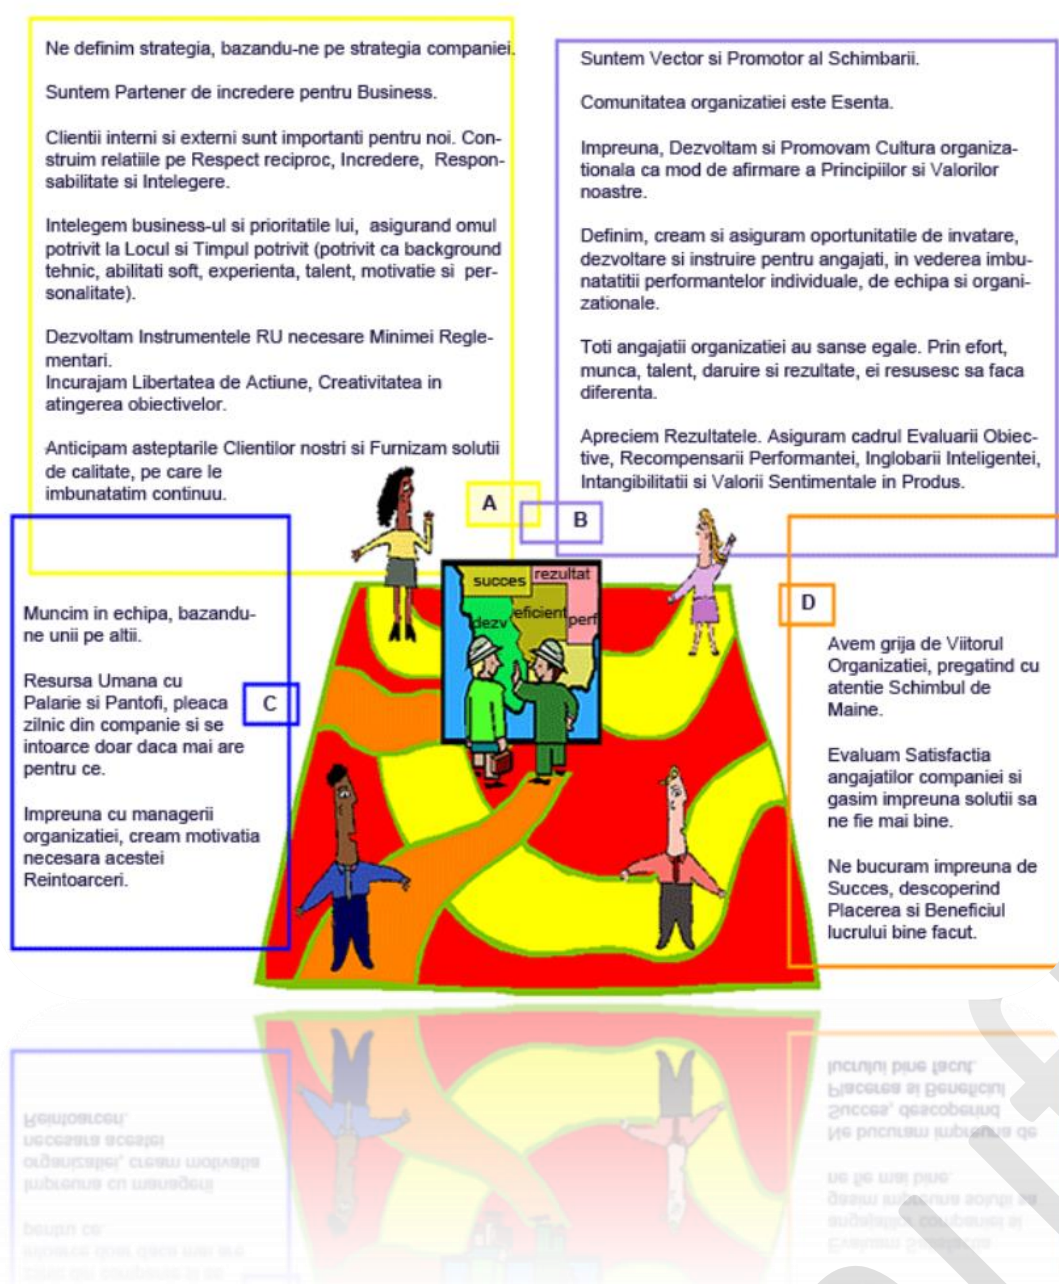 Ne definim strategia, bazandu-ne pe strategia companiei.
Suntem Partener de incredere pentru Business.
Clientii interni si externi sunt importanti pentru noi. Con-
struim relatiile pe Respect reciproc, Incredere, Respon-
sabilitate si Intelegere.
Intelegem business-ul si prioritatile lui, asigurand omul
potrivit la Locul si Timpul potrivit (potrivit ca background
tehnic, abilitati soft, experienta, talent, motivatie si per-
sonalitate).
Dezvoltam Instrumentele RU necesare Minimei Regle-
mentari.
Incurajam Libertatea de Actiune, Creativitatea in
atingerea obiectivelor.
Anticipam asteptarile Clientilor nostri si Furnizam solutii
de calitate, pe care le
imbunatatim continuu.
A
Suntem Vector si Promotor al Schimbarii.
Comunitatea organizatiei este Esenta.
Impreuna, Dezvoltam si Promovam Cultura organiza-
tionala ca mod de afirmare a Principiilor si Valorilor
noastre.
Definim, cream si asiguram oportunitatile de invatare,
dezvoltare si instruire pentru angajati, in vederea imbu-
natatitii performantelor individuale, de echipa si organi-
zationale.
Toti angajatii organizatiei au sanse egale. Prin efort,
munca, talent, daruire si rezultate, ei resusesc sa faca
diferenta.
Apreciem Rezultatele. Asiguram cadrul Evaluarii Obiec-
tive, Recompensarii Performantei, Inglobarii Inteligentei,
Intangibilitatii si Valorii Sentimentale in Produs.
B
succes
rezultat
dezv
eficient
perf
Muncim in echipa, bazandu-
ne unii pe altii.
Resursa Umana cu
Palarie si Pantofi, pleaca
zilnic din companie si se
intoarce doar daca mai are
pentru ce.
Impreuna cu managerii
organizatiei, cream motivatia
necesara acestei
Reintoarceri.
C
D
Avem grija de Viitorul
Organizatiei, pregatind cu
atentie Schimbul de
Maine.
Evaluam Satisfactia
angajatilor companiei si
gasim impreuna solutii sa
ne fie mai bine.
Ne bucuram impreuna de
Succes, descoperind
Placerea si Beneficiul
lucrului bine facut.